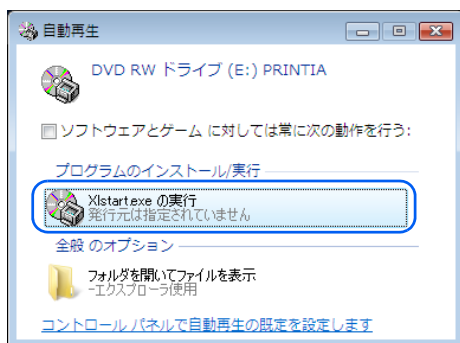 自動再生
DVD RW ドライブ (E:) PRINTIA
ソフトウェアとゲーム に対しては常に次の動作を行う:
プログラムのインストール/実行
Xlstart.exe の実行
発行元は指定されていません
全般 のオプション
フォルダを開いてファイルを表示
-エクスプローラ使用
コントロール パネルで自動再生の既定を設定します